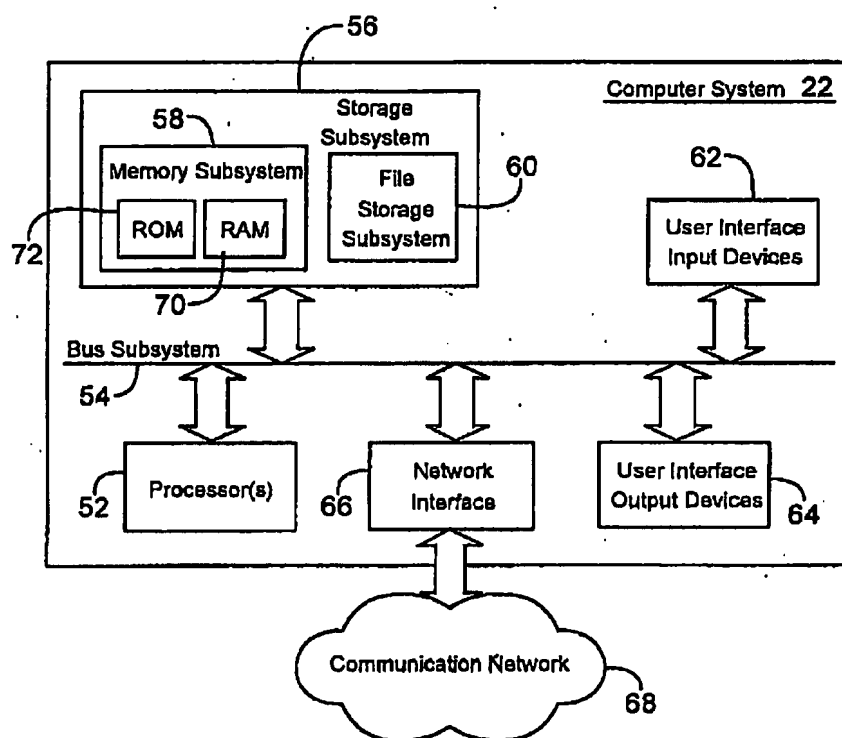 56
Computer System 22
58
Storage
Subsystem
Memory Subsystem
ROM
RAM
72
70
File
Storage
Subsystem
60
62
User Interface
Input Devices
Bus Subsystem
54
52
Processor(s)
66
Network
Interface
User Interface
Output Devices
64
Communication Network
68